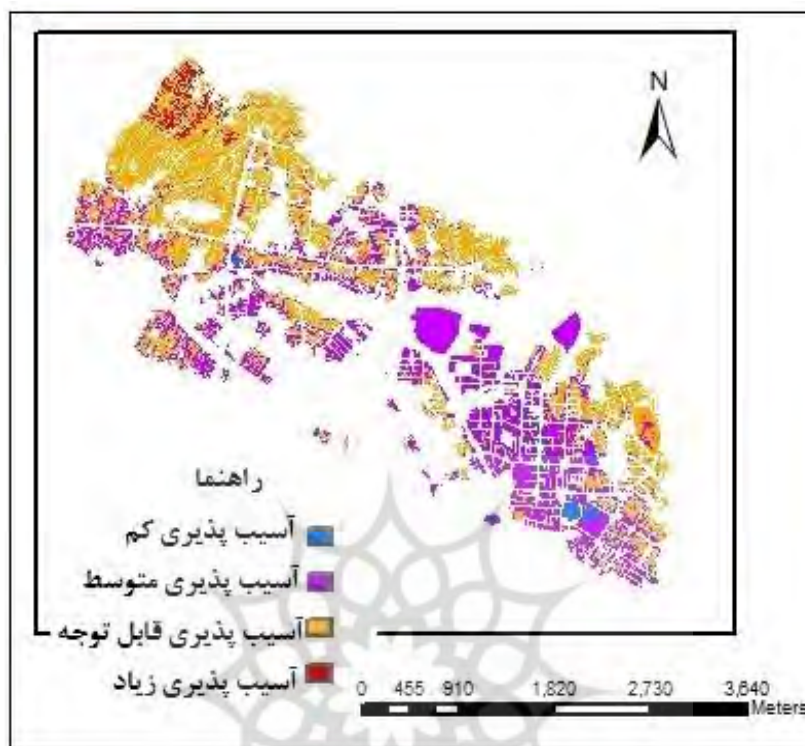 N
راهنما
آسیب پذیری کم
آسیب پذیری متوسط
آسیب پذیری قابل توجه
آسیب پذیری زیاد
0 455 910 1,820 2,730 3,640
Meters